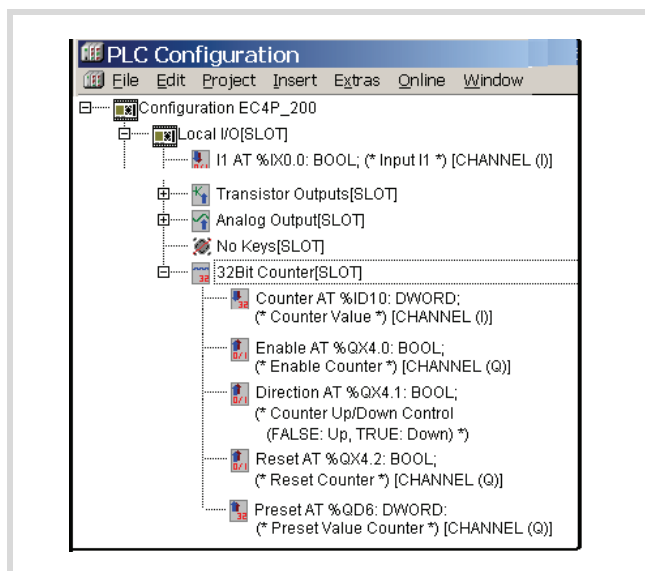 PLC Configuration
File Edit Project Insert Extras Online Window
Configuration EC4P_200
Local I/O[SLOT]
I1 AT %IX0.0: BOOL; (* Input I1 *) [CHANNEL (I)]
Transistor Outputs[SLOT]
Analog Output[SLOT]
No Keys[SLOT]
32Bit Counter[SLOT]
Counter AT %ID10: DWORD;
(* Counter Value *) [CHANNEL (I)]
Enable AT %QX4.0: BOOL;
(* Enable Counter *) [CHANNEL (Q)]
Direction AT %QX4.1: BOOL;
(* Counter Up/Down Control
(FALSE: Up, TRUE: Down) *)
Reset AT %QX4.2: BOOL;
(* Reset Counter *) [CHANNEL (Q)]
Preset AT %QD6: DWORD:
(* Preset Value Counter *) [CHANNEL (Q)]